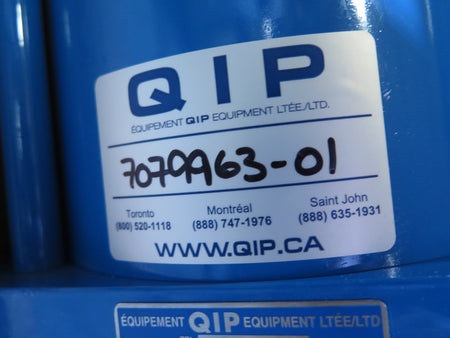 QIP
ÉQUIPEMENT QIP EQUIPMENT LTÉE./LTD.
7079963-01
Toronto Montréal Saint John
(800) 520-1118 (888) 747-1976 (888) 635-1931
WWW.QIP.CA
ÉQUIPEMENT QIP EQUIPMENT LTÉE/LTD